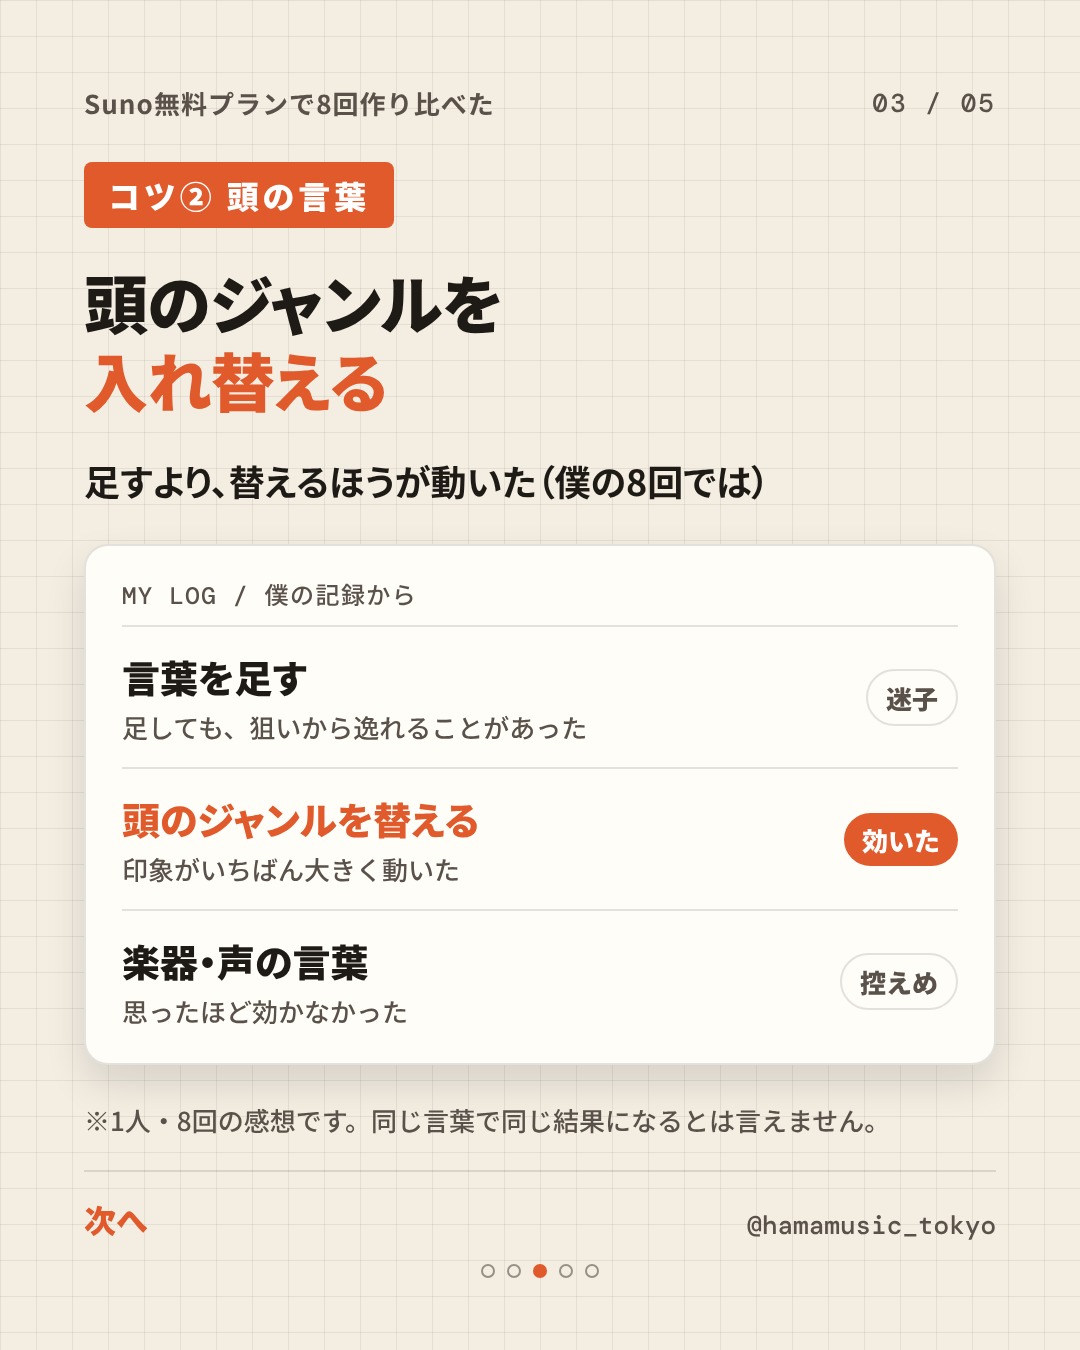 Suno無料プランで8回作り比べた
03 / 05
コツ② 頭の言葉
頭のジャンルを
入れ替える
足すより、替えるほうが動いた（僕の8回では）
MY LOG / 僕の記録から
言葉を足す
迷子
足しても、狙いから逸れることがあった
頭のジャンルを替える
効いた
印象がいちばん大きく動いた
楽器・声の言葉
控えめ
思ったほど効かなかった
※1人・8回の感想です。同じ言葉で同じ結果になるとは言えません。
次へ
@hamamusic_tokyo